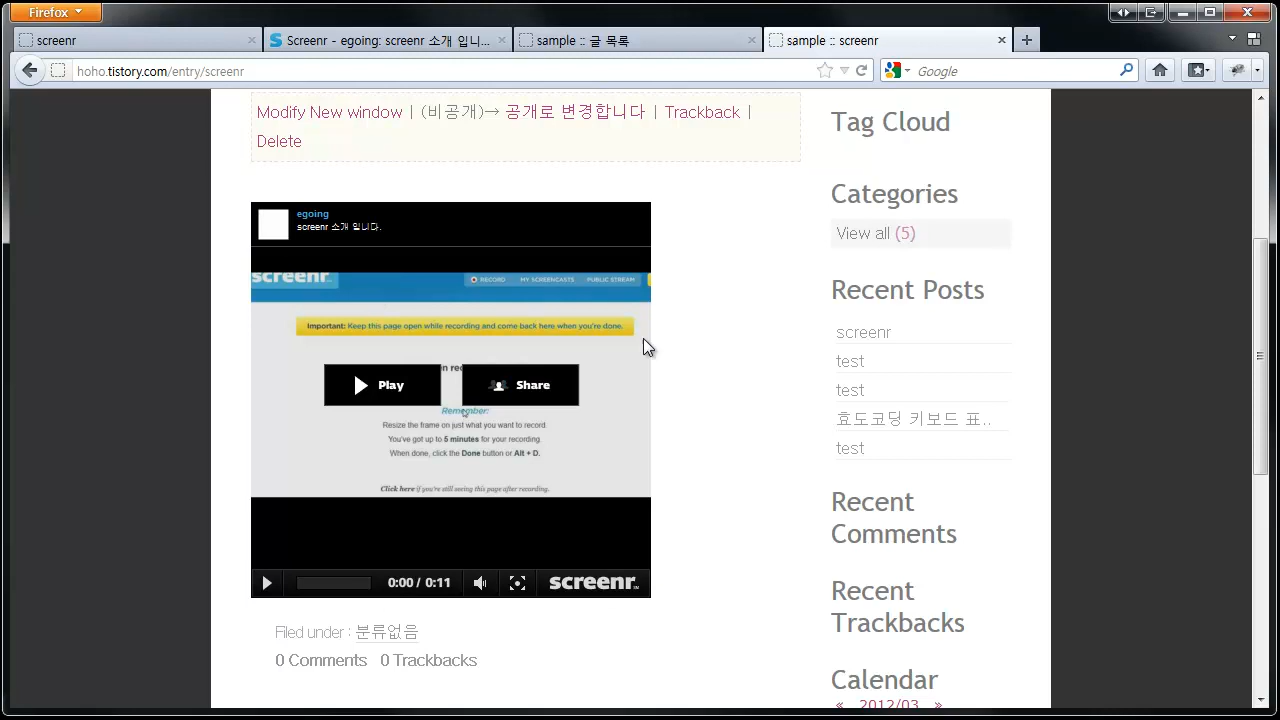 Firefox
screenr
Screenr - egoing: screenr 소개 입니...
sample :: 글 목록
sample :: screenr
hoho.tistory.com/entry/screenr
Google
Modify New window | (비공개)→ 공개로 변경합니다 | Trackback |
Delete
egoing
screenr 소개 입니다.
screenr
RECORD
MY SCREENCASTS
PUBLIC STREAM
Important: Keep this page open while recording and come back here when you're done.
Play
Share
Remember:
Resize the frame on just what you want to record.
You've got up to 5 minutes for your recording.
When done, click the Done button or Alt + D.
Click here if you're still seeing this page after recording.
0:00 / 0:11
screenr
Filed under : 분류없음
0 Comments 0 Trackbacks
Tag Cloud
Categories
View all (5)
Recent Posts
screenr
test
test
효도코딩 키보드 표..
test
Recent
Comments
Recent
Trackbacks
Calendar
« 2012/03 »